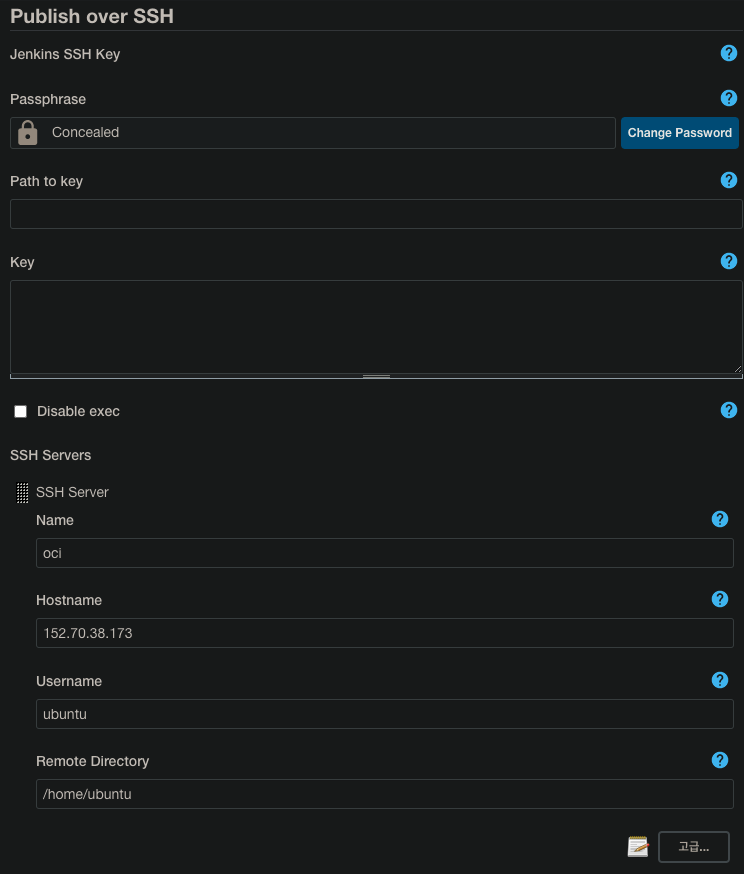 Publish over SSH
Jenkins SSH Key
Passphrase
Concealed
Change Password
Path to key
Key
Disable exec
SSH Servers
SSH Server
Name
oci
Hostname
152.70.38.173
Username
ubuntu
Remote Directory
/home/ubuntu
고급...